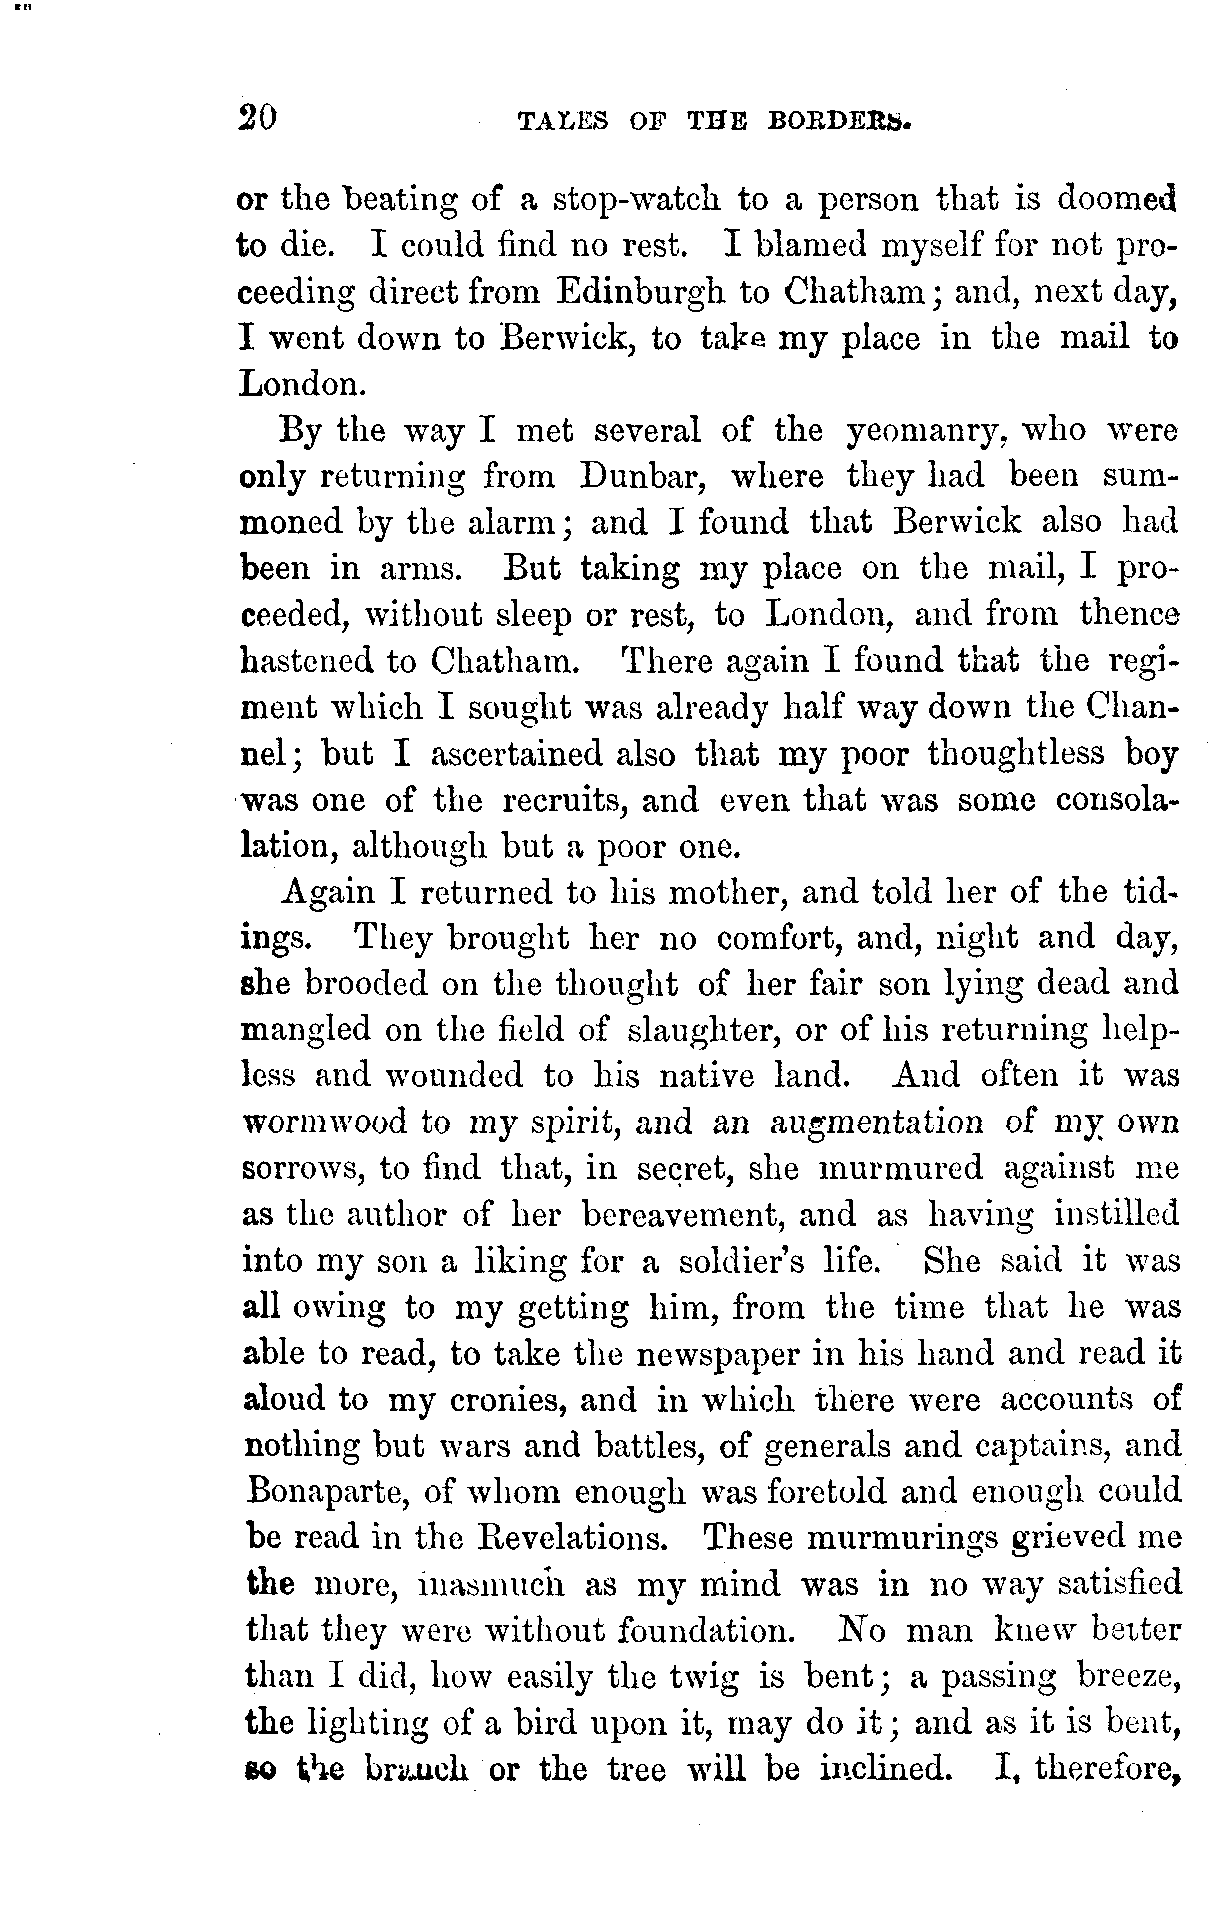 20 TALES OF THE BORDERS.
or the beating of a stop-watch to a person that is doomed
to die. I could find no rest. I blamed myself for not pro-
ceeding direct from Edinburgh to Chatham; and, next day,
I went down to Berwick, to take my place in the mail to
London.
By the way I met several of the yeomanry, who were
only returning from Dunbar, where they had been sum-
moned by the alarm; and I found that Berwick also had
been in arms. But taking my place on the mail, I pro-
ceeded, without sleep or rest, to London, and from thence
hastened to Chatham. There again I found that the regi-
ment which I sought was already half way down the Chan-
nel; but I ascertained also that my poor thoughtless boy
was one of the recruits, and even that was some consola-
lation, although but a poor one.
Again I returned to his mother, and told her of the tid-
ings. They brought her no comfort, and, night and day,
she brooded on the thought of her fair son lying dead and
mangled on the field of slaughter, or of his returning help-
less and wounded to his native land. And often it was
wormwood to my spirit, and an augmentation of my own
sorrows, to find that, in secret, she murmured against me
as the author of her bereavement, and as having instilled
into my son a liking for a soldier's life. She said it was
all owing to my getting him, from the time that he was
able to read, to take the newspaper in his hand and read it
aloud to my cronies, and in which there were accounts of
nothing but wars and battles, of generals and captains, and
Bonaparte, of whom enough was foretold and enough could
be read in the Revelations. These murmurings grieved me
the more, inasmuch as my mind was in no way satisfied
that they were without foundation. No man knew better
than I did, how easily the twig is bent; a passing breeze,
the lighting of a bird upon it, may do it; and as it is bent,
so the branch or the tree will be inclined. I, therefore,